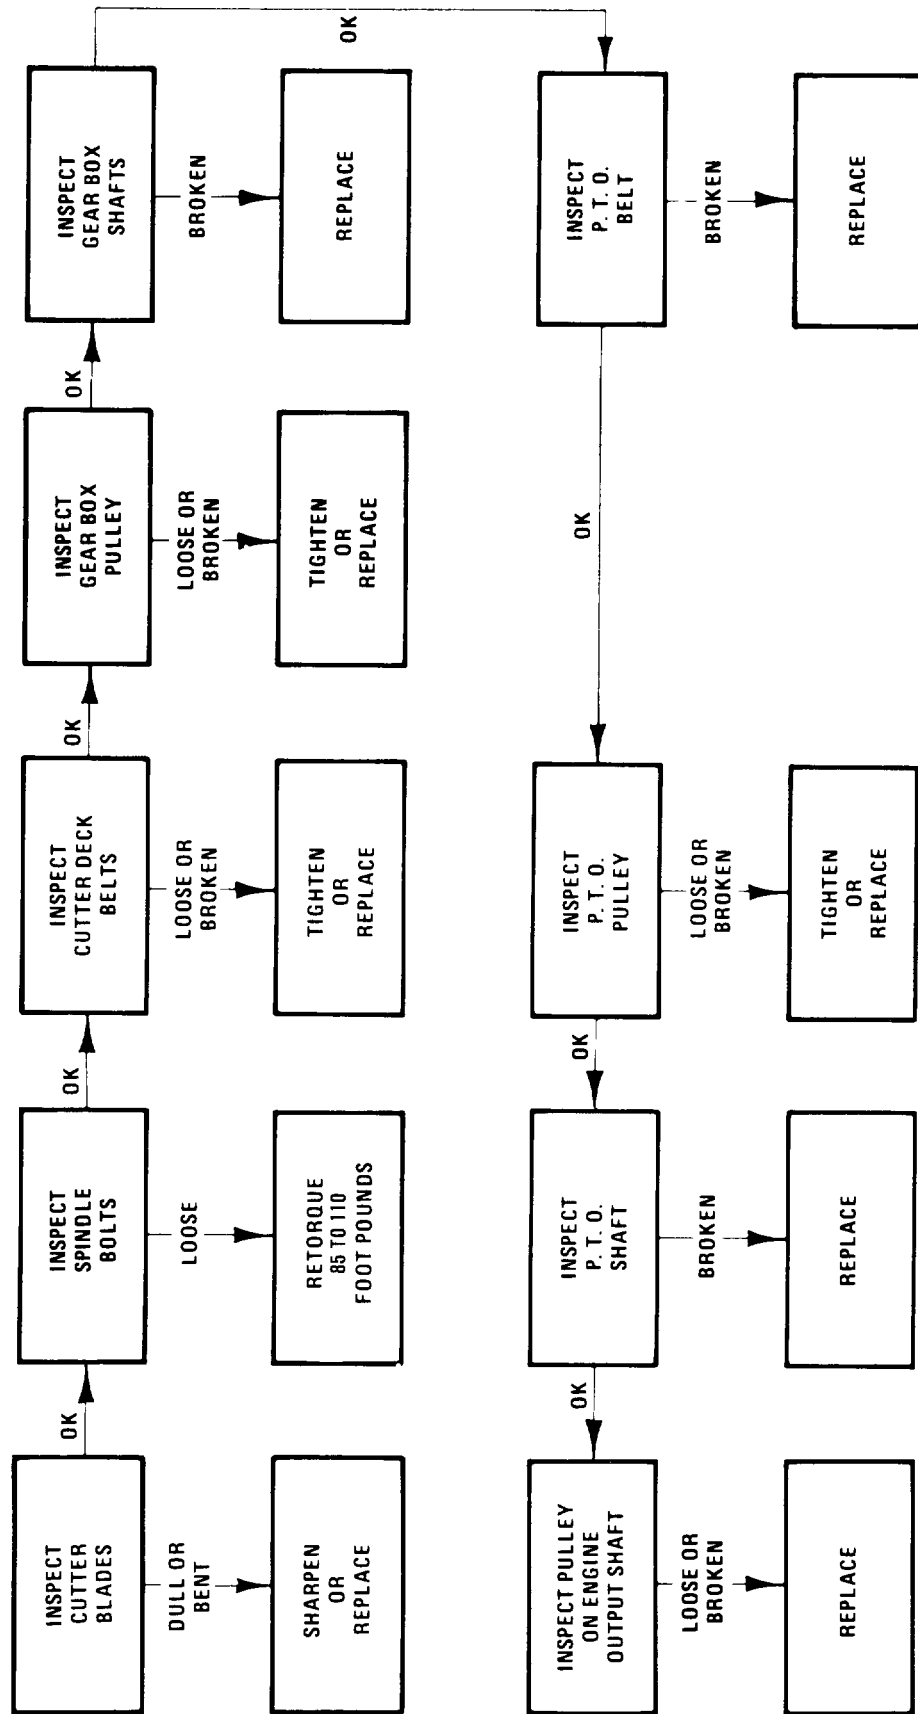 INSPECT
CUTTER
BLADES
OK
INSPECT
SPINDLE
BOLTS
OK
INSPECT
CUTTER DECK
BELTS
OK
INSPECT
GEAR BOX
PULLEY
OK
INSPECT
GEAR BOX
SHAFTS
DULL OR
BENT
LOOSE
LOOSE OR
BROKEN
LOOSE OR
BROKEN
BROKEN
SHARPEN
OR
REPLACE
RETORQUE
85 TO 110
FOOT POUNDS
TIGHTEN
OR
REPLACE
TIGHTEN
OR
REPLACE
REPLACE
OK
INSPECT
P. T. O.
BELT
OK
INSPECT
P. T. O.
PULLEY
OK
INSPECT
P. T. O.
SHAFT
OK
INSPECT PULLEY
ON ENGINE
OUTPUT SHAFT
BROKEN
LOOSE OR
BROKEN
BROKEN
LOOSE OR
BROKEN
REPLACE
TIGHTEN
OR
REPLACE
REPLACE
REPLACE